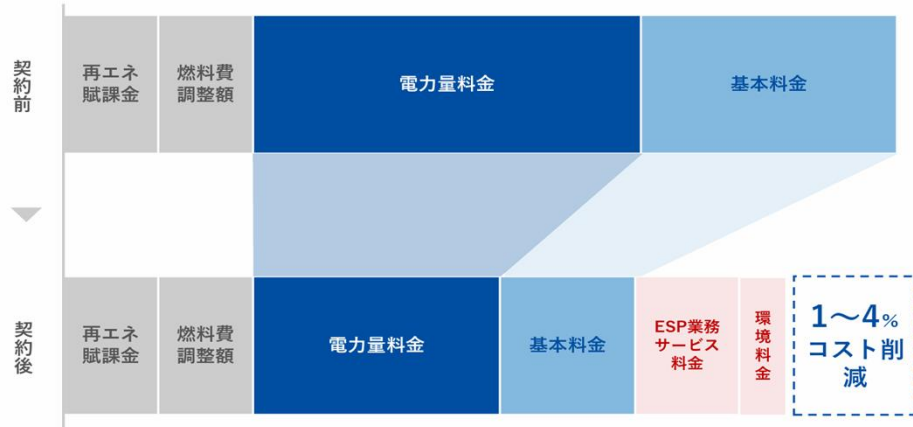 契約前
再エネ
賦課金
燃料費
調整額
電力量料金
基本料金
契約後
再エネ
賦課金
燃料費
調整額
電力量料金
基本料金
ESP業務
サービス
料金
環境料金
1～4%
コスト削
減